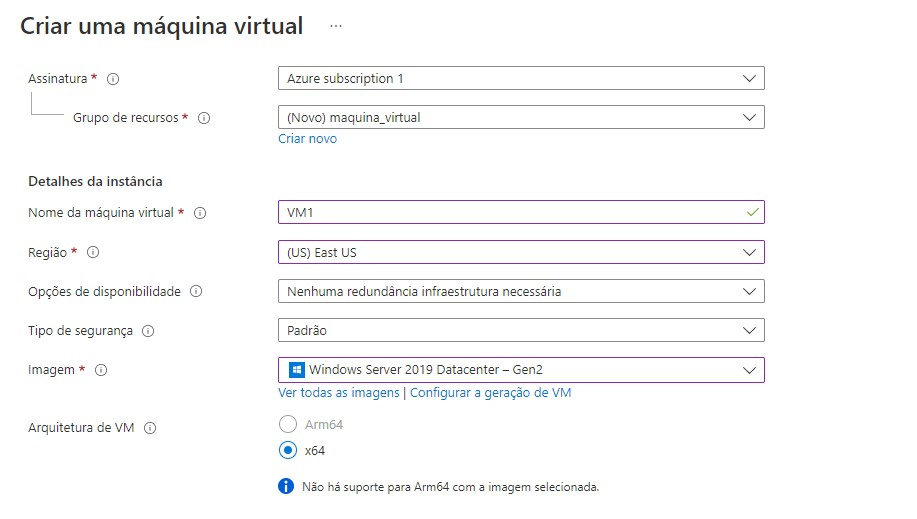 Criar uma máquina virtual ...
Assinatura * Azure subscription 1
Grupo de recursos * (Novo) maquina_virtual
Criar novo
Detalhes da instância
Nome da máquina virtual * VM1
Região * (US) East US
Opções de disponibilidade Nenhuma redundância infraestrutura necessária
Tipo de segurança Padrão
Imagem * Windows Server 2019 Datacenter – Gen2
Ver todas as imagens | Configurar a geração de VM
Arquitetura de VM Arm64
x64
Não há suporte para Arm64 com a imagem selecionada.